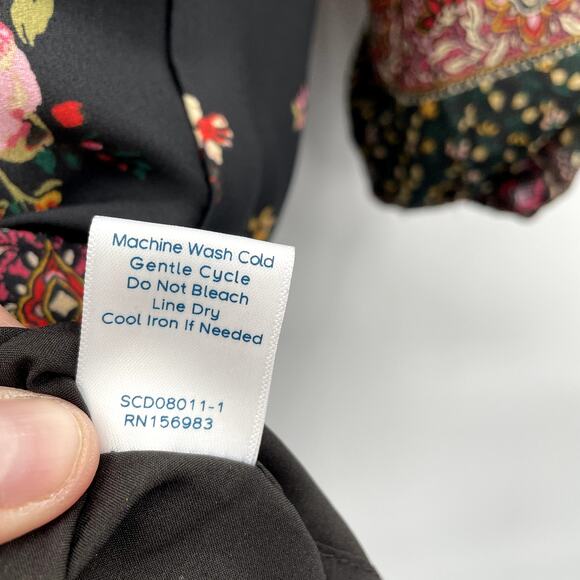 Machine Wash Cold
Gentle Cycle
Do Not Bleach
Line Dry
Cool Iron If Needed
SCD08011-1
RN156983